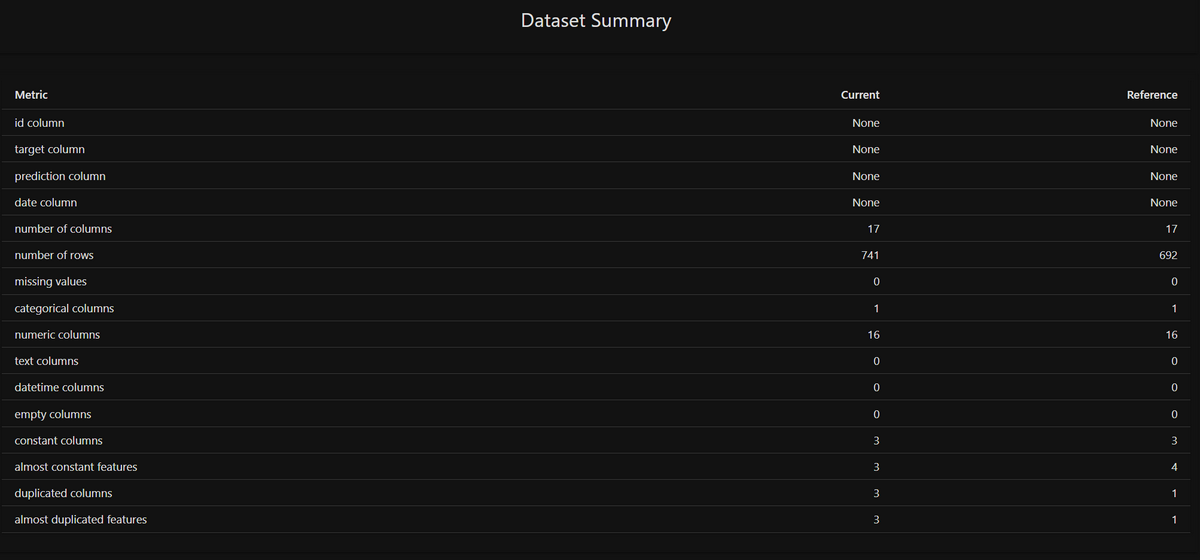 Dataset Summary
Metric Current Reference
id column None None
target column None None
prediction column None None
date column None None
number of columns 17 17
number of rows 741 692
missing values 0 0
categorical columns 1 1
numeric columns 16 16
text columns 0 0
datetime columns 0 0
empty columns 0 0
constant columns 3 3
almost constant features 3 4
duplicated columns 3 1
almost duplicated features 3 1